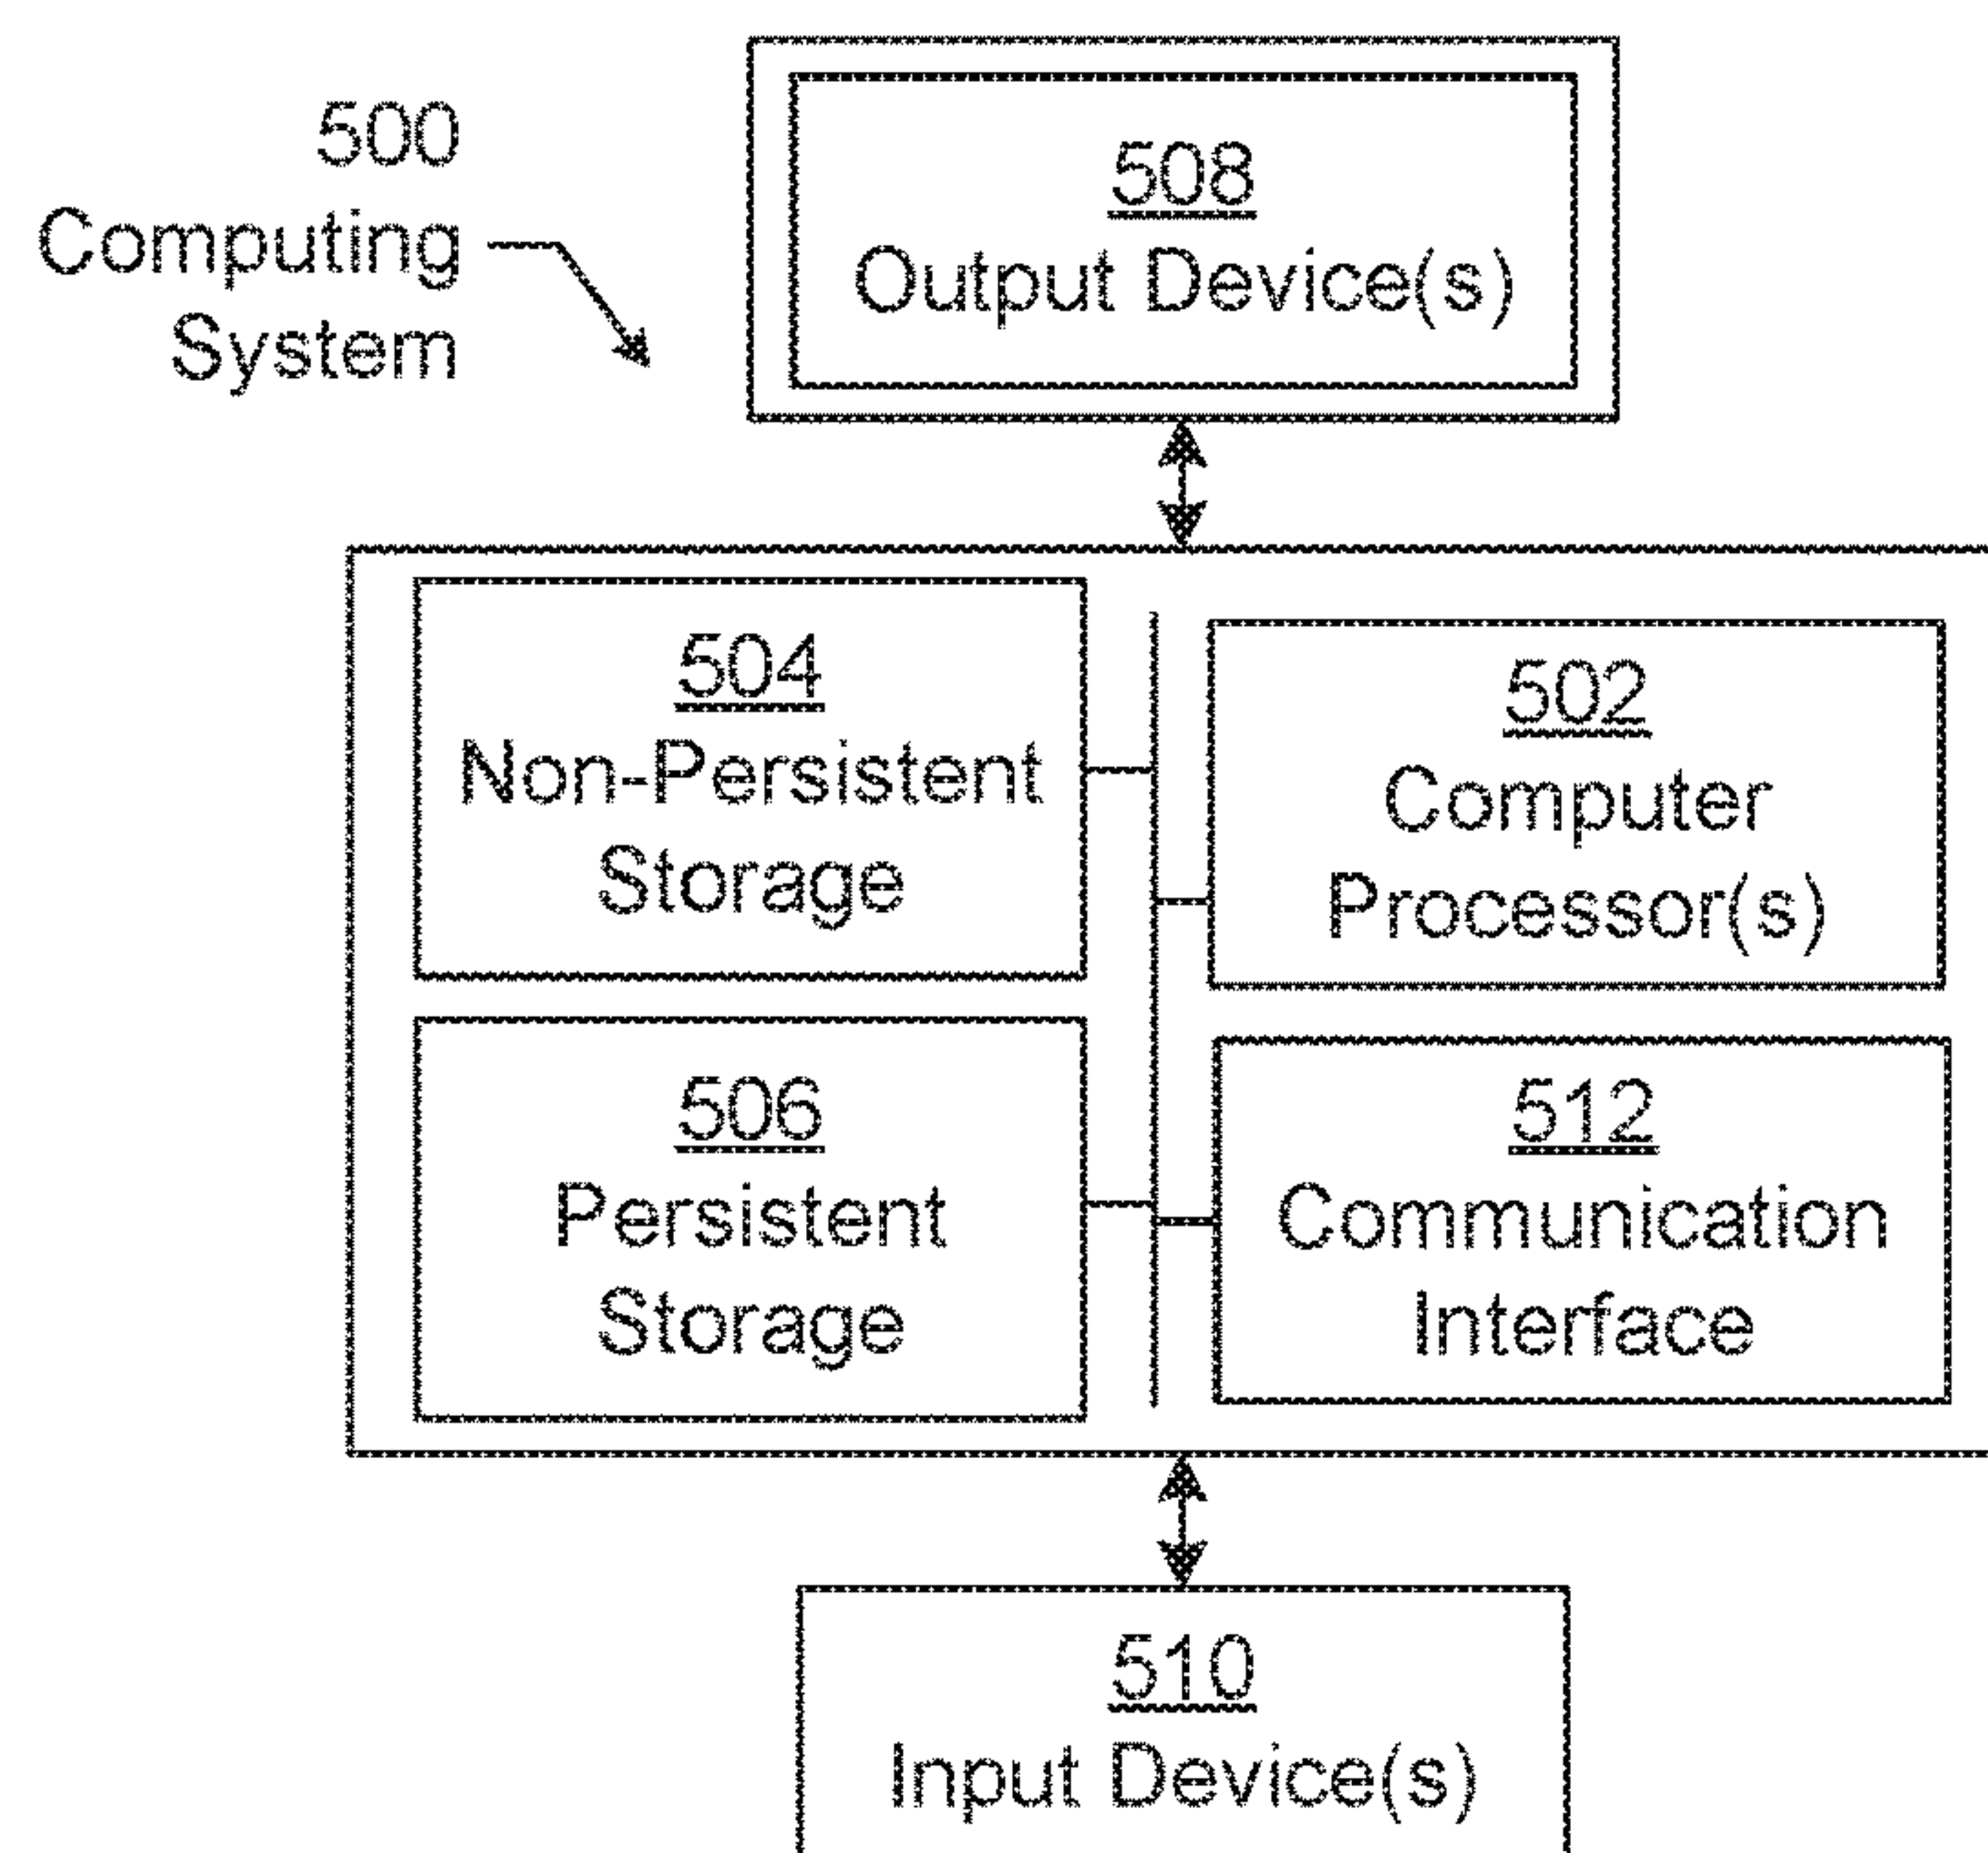 500
Computing
System
508
Output Device(s)
504
Non-Persistent
Storage
502
Computer
Processor(s)
506
Persistent
Storage
512
Communication
Interface
510
Input Device(s)